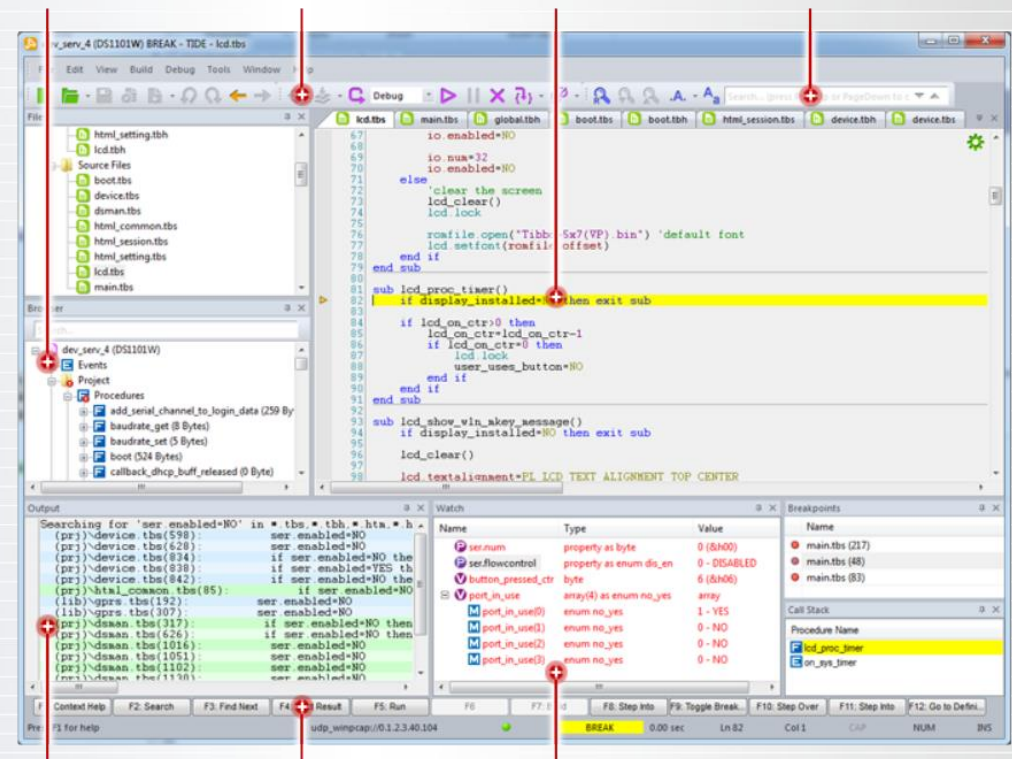 _serv_4 (DS1101W) BREAK - TIDE - lcd.tbs
Edit View Build Debug Tools Window
Debug
lcd.tbs main.tbs global.tbh boot.tbs boot.tbh html_session.tbs device.tbh device.tbs
html_setting.tbh
lcd.tbh
Source Files
boot.tbs
device.tbs
dsman.tbs
html_common.tbs
html_session.tbs
html_setting.tbs
lcd.tbs
main.tbs
67 io.enabled=NO
68
69 io.num=32
70 io.enabled=NO
71 else
72 'clear the screen
73 lcd_clear()
74 lcd.lock
75
76 romfile.open("Tibbo 5x7(VP).bin") 'default font
77 lcd.setfont(romfile.offset)
78 end if
79 end sub
80
81 sub lcd_proc_timer()
82 if display_installed=NO then exit sub
83
84 if lcd_on_ctr>0 then
85 lcd_on_ctr=lcd_on_ctr-1
86 if lcd_on_ctr=0 then
87 lcd.lock
88 user_uses_button=NO
89 end if
90 end if
91 end sub
92
93 sub lcd_show_wln_mkey_message()
94 if display_installed=NO then exit sub
95
96 lcd_clear()
97
98 lcd.textalignment=PL_LCD_TEXT_ALIGNMENT_TOP_CENTER
dev_serv_4 (DS1101W)
Events
Project
Procedures
add_serial_channel_to_login_data (259 By
baudrate_get (8 Bytes)
baudrate_set (5 Bytes)
boot (524 Bytes)
callback_dhcp_buff_released (0 Byte)
Output
Searching for 'ser.enabled=NO' in *.tbs,*.tbh,*.htm,*.h
(prj)\device.tbs(598): ser.enabled=NO
(prj)\device.tbs(628): ser.enabled=NO
(prj)\device.tbs(834): if ser.enabled=NO the
(prj)\device.tbs(838): if ser.enabled=YES th
(prj)\device.tbs(842): if ser.enabled=NO the
(prj)\html_common.tbs(85): if ser.enabled=NO
(lib)\gprs.tbs(192): ser.enabled=NO
(lib)\gprs.tbs(307): ser.enabled=NO
(prj)\dsman.tbs(317): if ser.enabled=NO then
(prj)\dsman.tbs(626): if ser.enabled=NO then
(prj)\dsman.tbs(1016): ser.enabled=NO
(prj)\dsman.tbs(1051): ser.enabled=NO
(prj)\dsman.tbs(1102): ser.enabled=NO
(prj)\dsman.tbs(1130): ser.enabled=NO
Watch
Name Type Value
ser.num property as byte 0 (&h00)
ser.flowcontrol property as enum dis_en 0 - DISABLED
button_pressed_ctr byte 6 (&h06)
port_in_use array(4) as enum no_yes array
port_in_use(0) enum no_yes 1 - YES
port_in_use(1) enum no_yes 0 - NO
port_in_use(2) enum no_yes 0 - NO
port_in_use(3) enum no_yes 0 - NO
Breakpoints
Name
main.tbs (217)
main.tbs (48)
main.tbs (83)
Call Stack
Procedure Name
lcd_proc_timer
on_sys_timer
Context Help F2: Search F3. Find Next Result F5: Run F6 F7: F8: Step Into F9: Toggle Break... F10: Step Over F11: Step Into F12: Go to Defini...
F1 for help udp_winpcap://0.1.2.3.40.104 BREAK 0.00 sec Ln 82 Col 1 CAP NUM INS